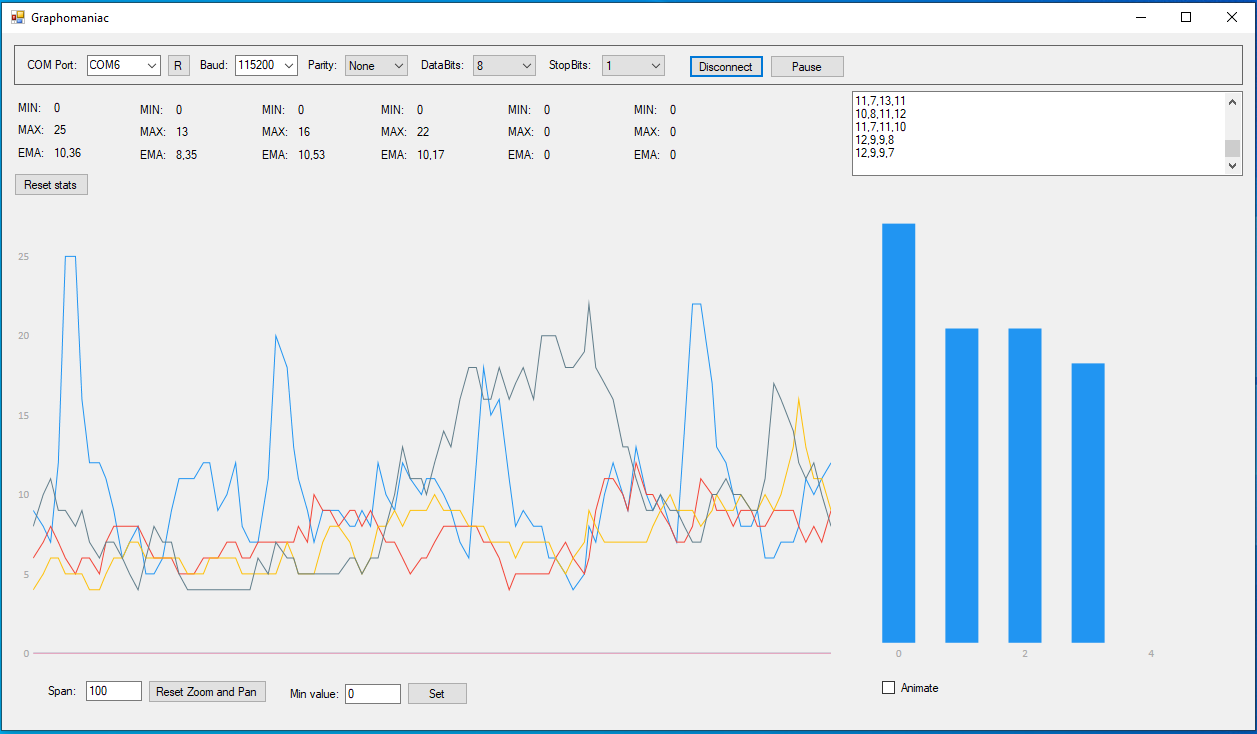 Graphomaniac
COM Port: COM6 R Baud: 115200 Parity: None DataBits: 8 StopBits: 1 Disconnect Pause
MIN: 0 MIN: 0 MIN: 0 MIN: 0 MIN: 0 MIN: 0
MAX: 25 MAX: 13 MAX: 16 MAX: 22 MAX: 0 MAX: 0
EMA: 10,36 EMA: 8,35 EMA: 10,53 EMA: 10,17 EMA: 0 EMA: 0
11,7,13,11
10,8,11,12
11,7,11,10
12,9,9,8
12,9,9,7
Reset stats
25
20
15
10
5
0
0 2 4
Span: 100 Reset Zoom and Pan Min value: 0 Set
Animate